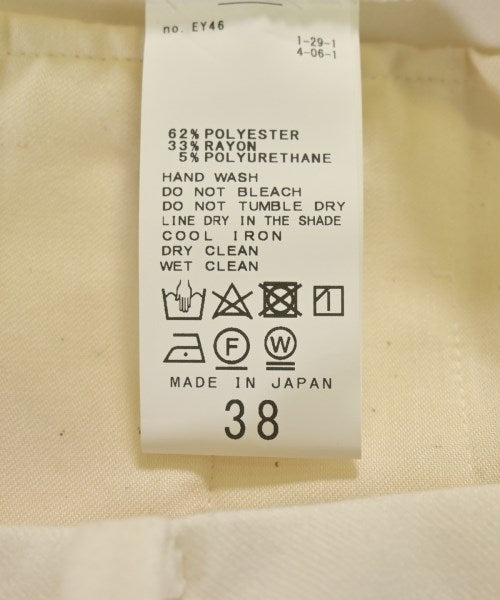 no. EY46
1-29-1
4-06-1
62% POLYESTER
33% RAYON
5% POLYURETHANE
HAND WASH
DO NOT BLEACH
DO NOT TUMBLE DRY
LINE DRY IN THE SHADE
COOL IRON
DRY CLEAN
WET CLEAN
F W
MADE IN JAPAN
38